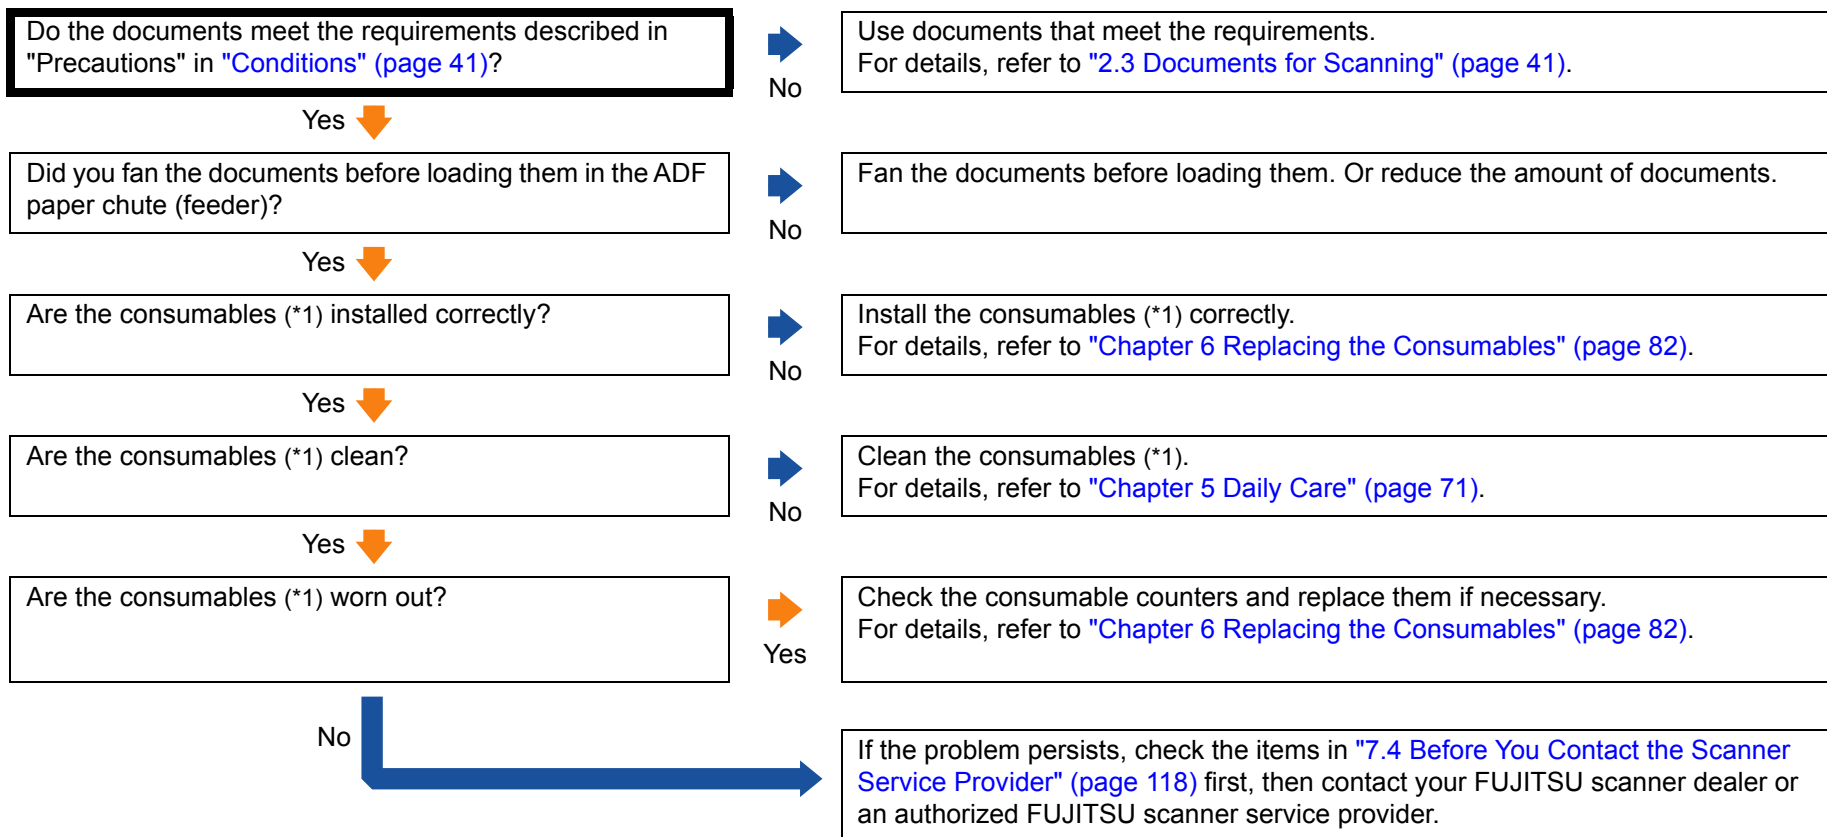 Do the documents meet the requirements described in
"Precautions" in "Conditions" (page 41)?
No
Use documents that meet the requirements.
For details, refer to "2.3 Documents for Scanning" (page 41).
Yes
Did you fan the documents before loading them in the ADF
paper chute (feeder)?
No
Fan the documents before loading them. Or reduce the amount of documents.
Yes
Are the consumables (*1) installed correctly?
No
Install the consumables (*1) correctly.
For details, refer to "Chapter 6 Replacing the Consumables" (page 82).
Yes
Are the consumables (*1) clean?
No
Clean the consumables (*1).
For details, refer to "Chapter 5 Daily Care" (page 71).
Yes
Are the consumables (*1) worn out?
Yes
Check the consumable counters and replace them if necessary.
For details, refer to "Chapter 6 Replacing the Consumables" (page 82).
No
If the problem persists, check the items in "7.4 Before You Contact the Scanner
Service Provider" (page 118) first, then contact your FUJITSU scanner dealer or
an authorized FUJITSU scanner service provider.